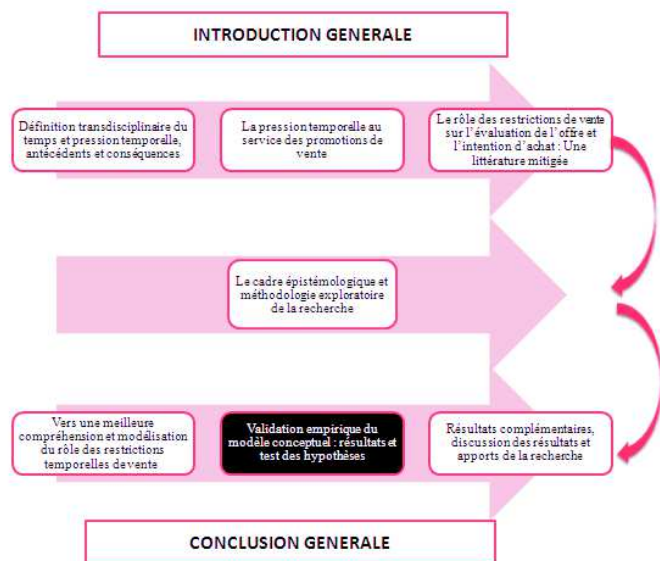 INTRODUCTION GENERALE
Définition transdisciplinaire du
temps et pression temporelle,
antécédents et conséquences
La pression temporelle au
service des promotions de
vente
Le rôle des restrictions de vente
sur l'évaluation de l'offre et
l'intention d'achat : Une
littérature mitigée
Le cadre épistémologique et
méthodologie exploratoire
de la recherche
Vers une meilleure
compréhension et modélisation
du rôle des restrictions
temporelles de vente
Validation empirique du
modèle conceptuel : résultats et
test des hypothèses
Résultats complémentaires,
discussion des résultats et
apports de la recherche
CONCLUSION GENERALE